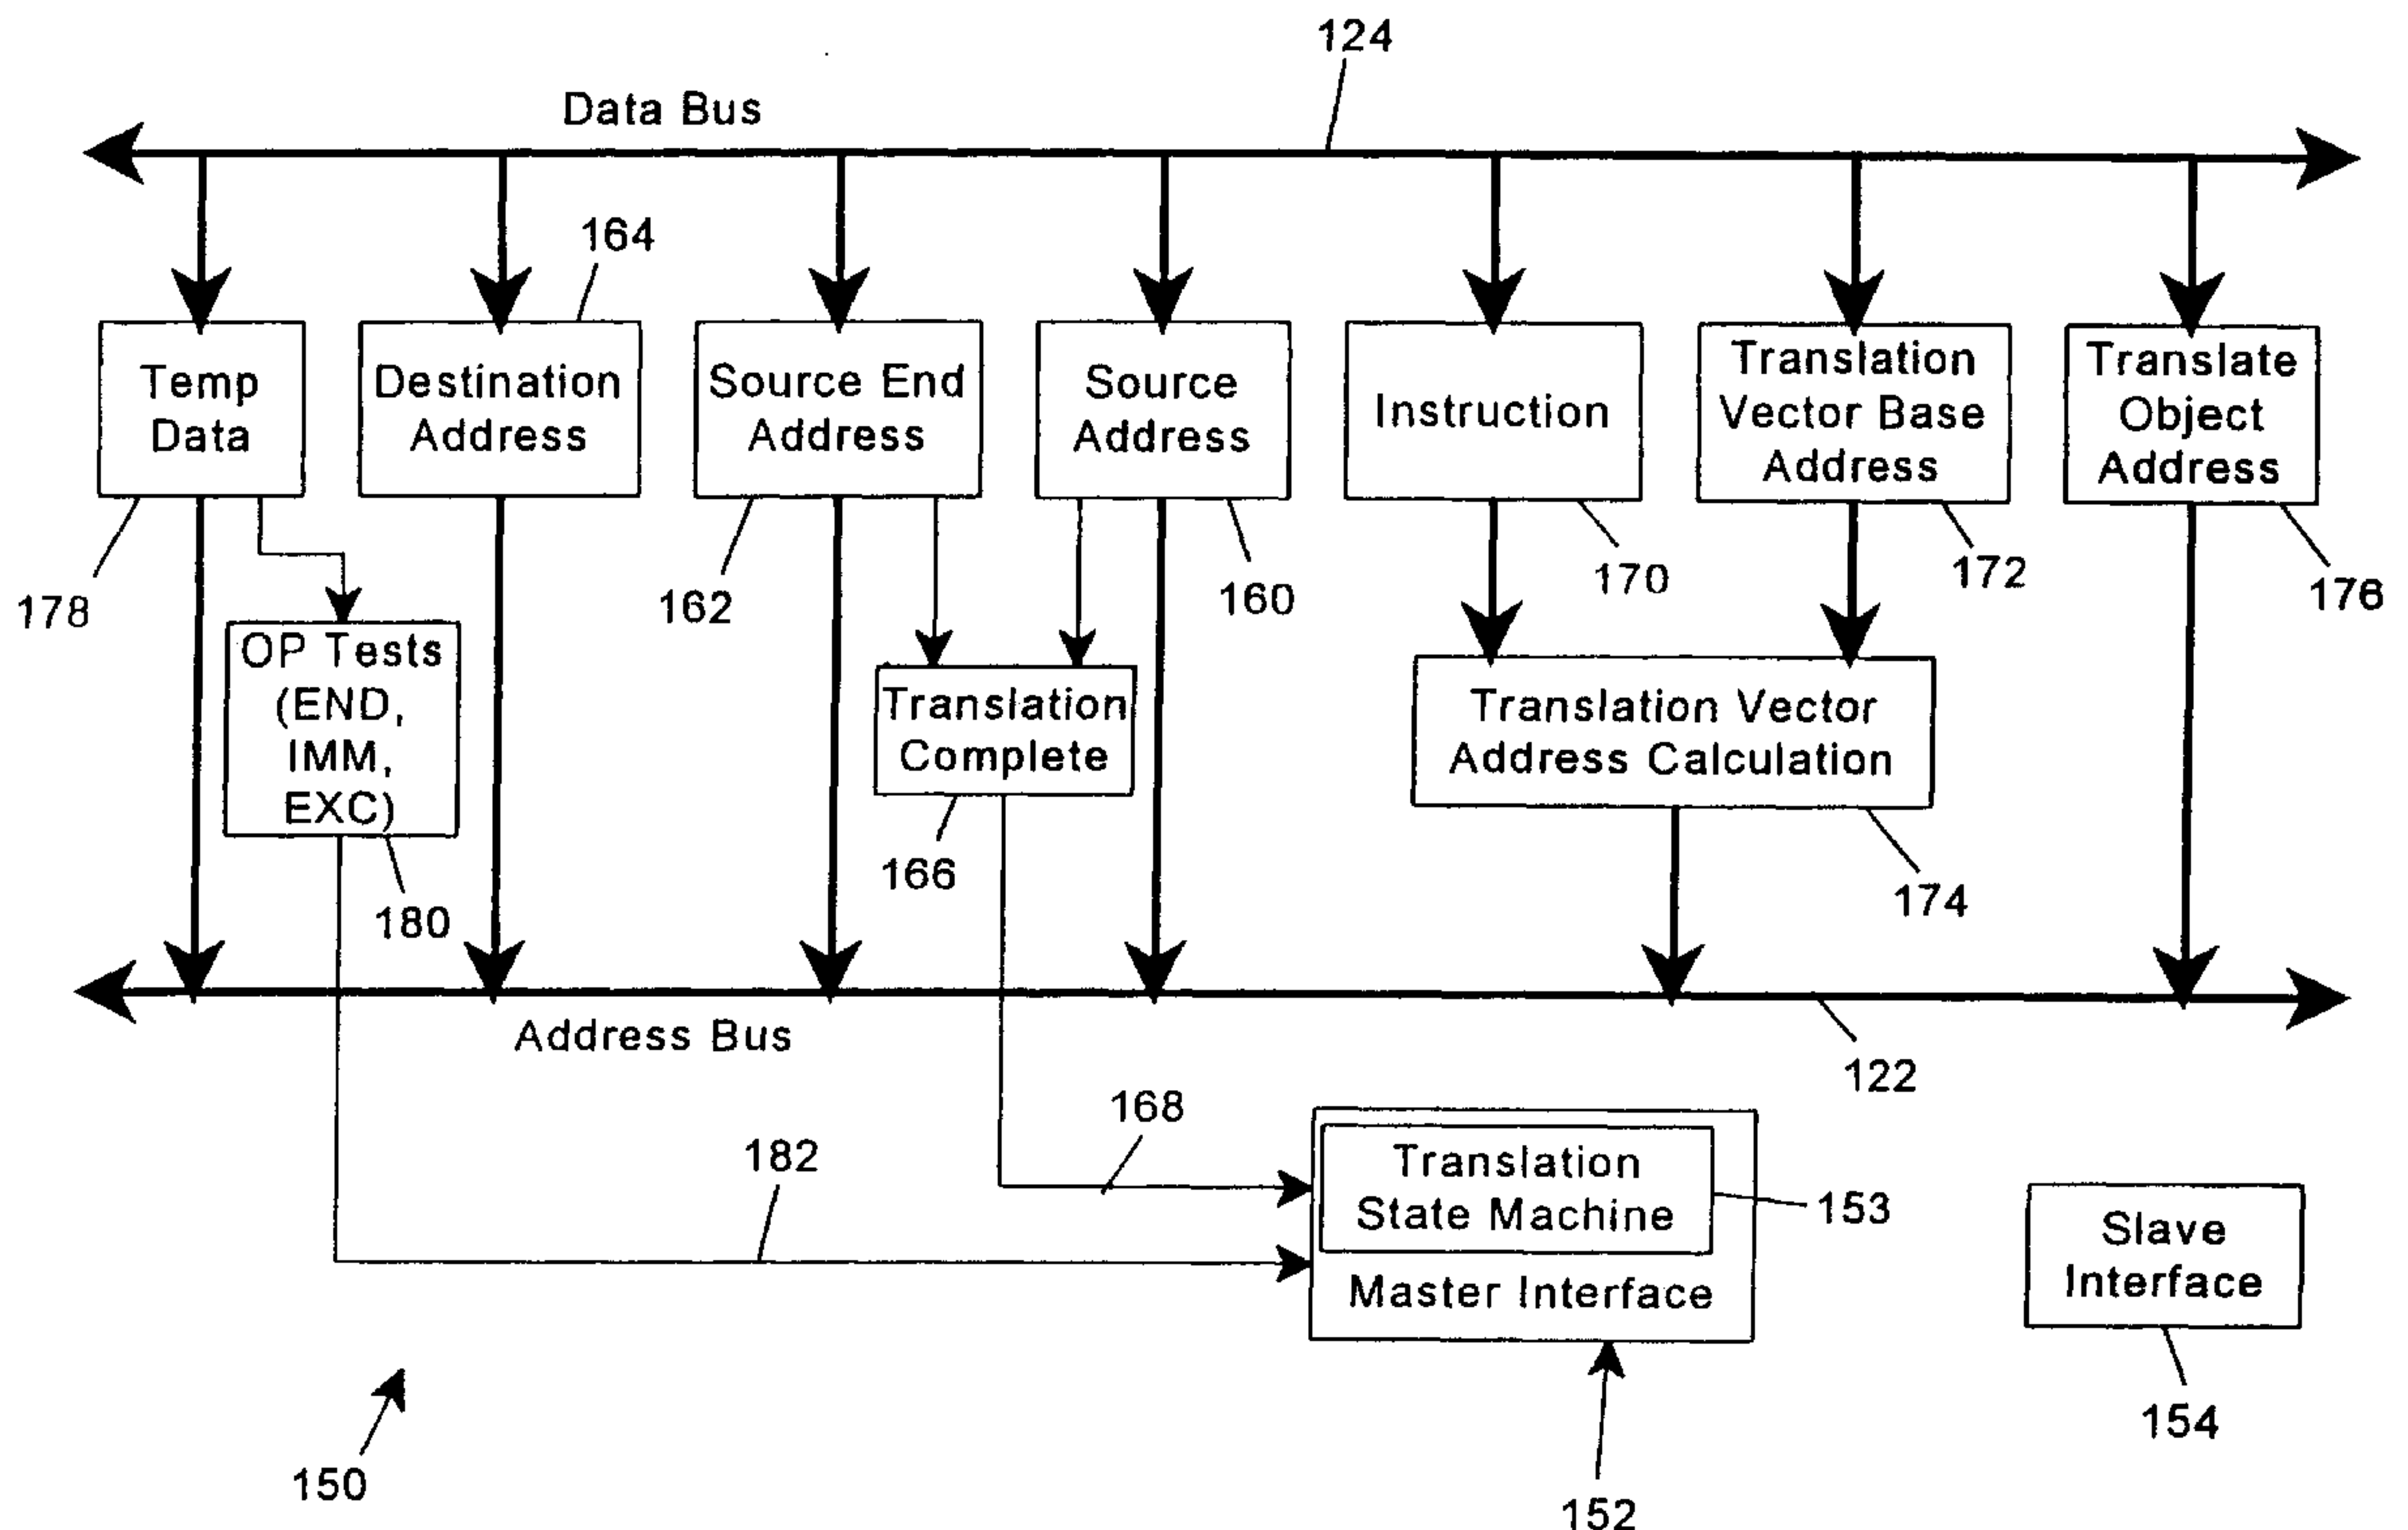 124
Data Bus
164
Temp
Data
Destination
Address
Source End
Address
Source
Address
Instruction
Translation
Vector Base
Address
Translate
Object
Address
178
162
160
170
172
176
OP Tests
(END,
IMM,
EXC)
Translation
Complete
Translation Vector
Address Calculation
180
166
174
Address Bus
122
168
182
Translation
State Machine
153
Master Interface
Slave
Interface
154
150
152